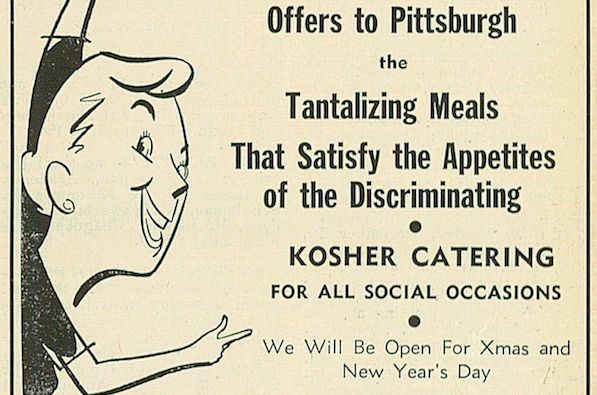 Offers to Pittsburgh
the
Tantalizing Meals
That Satisfy the Appetites
of the Discriminating
KOSHER CATERING
FOR ALL SOCIAL OCCASIONS
We Will Be Open For Xmas and
New Year's Day